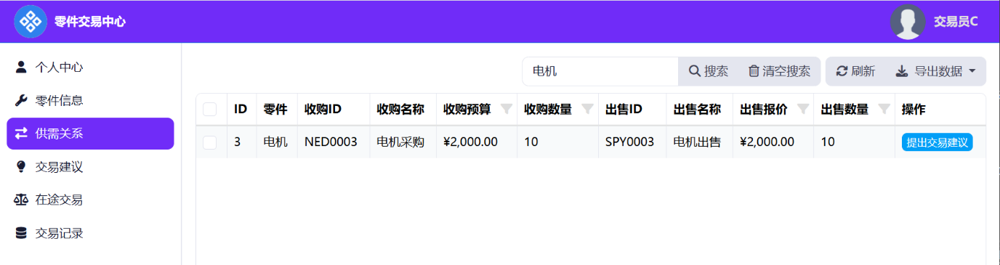 零件交易中心
交易员C
个人中心
零件信息
供需关系
交易建议
在途交易
交易记录
电机 搜索 清空搜索 刷新 导出数据
ID 零件 收购ID 收购名称 收购预算 收购数量 出售ID 出售名称 出售报价 出售数量 操作
3 电机 NED0003 电机采购 ¥2,000.00 10 SPY0003 电机出售 ¥2,000.00 10 提出交易建议